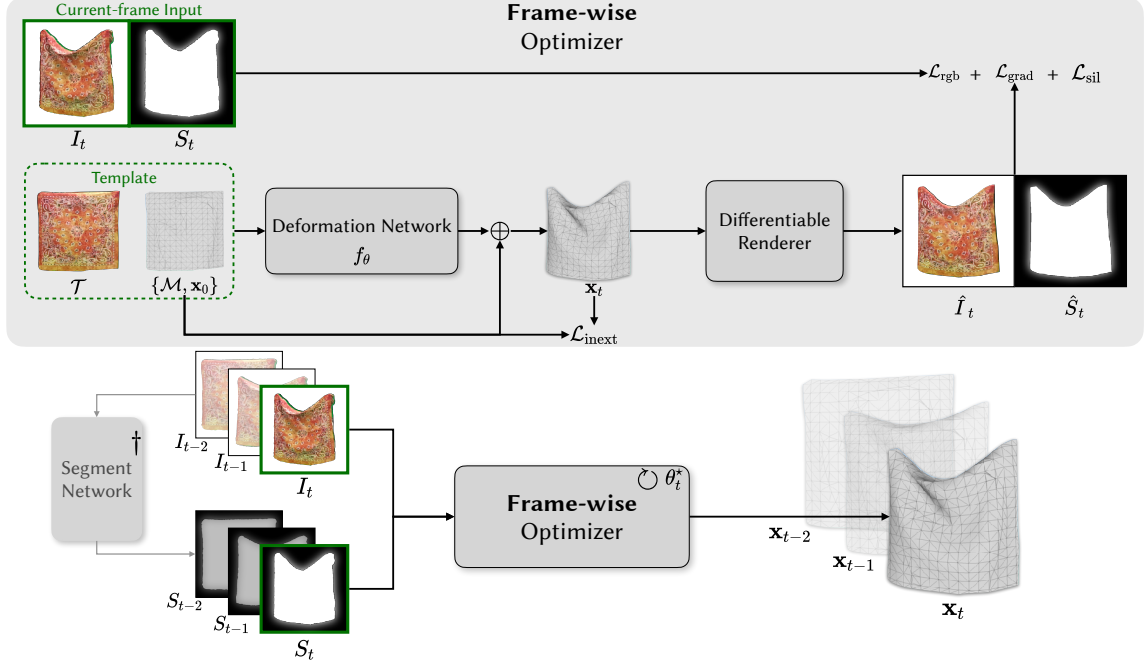 Current-frame Input
Frame-wise
Optimizer
I_t
S_t
ℒ_rgb + ℒ_grad + ℒ_sil
Template
𝒯
{ℳ, x_0}
Deformation Network
f_θ
⊕
x_t
ℒ_inext
Differentiable
Renderer
Î_t
Ŝ_t
Segment
Network
†
I_{t−2}
I_{t−1}
I_t
S_{t−2}
S_{t−1}
S_t
Frame-wise
Optimizer
↻ θ_t^⋆
x_{t−2}
x_{t−1}
x_t